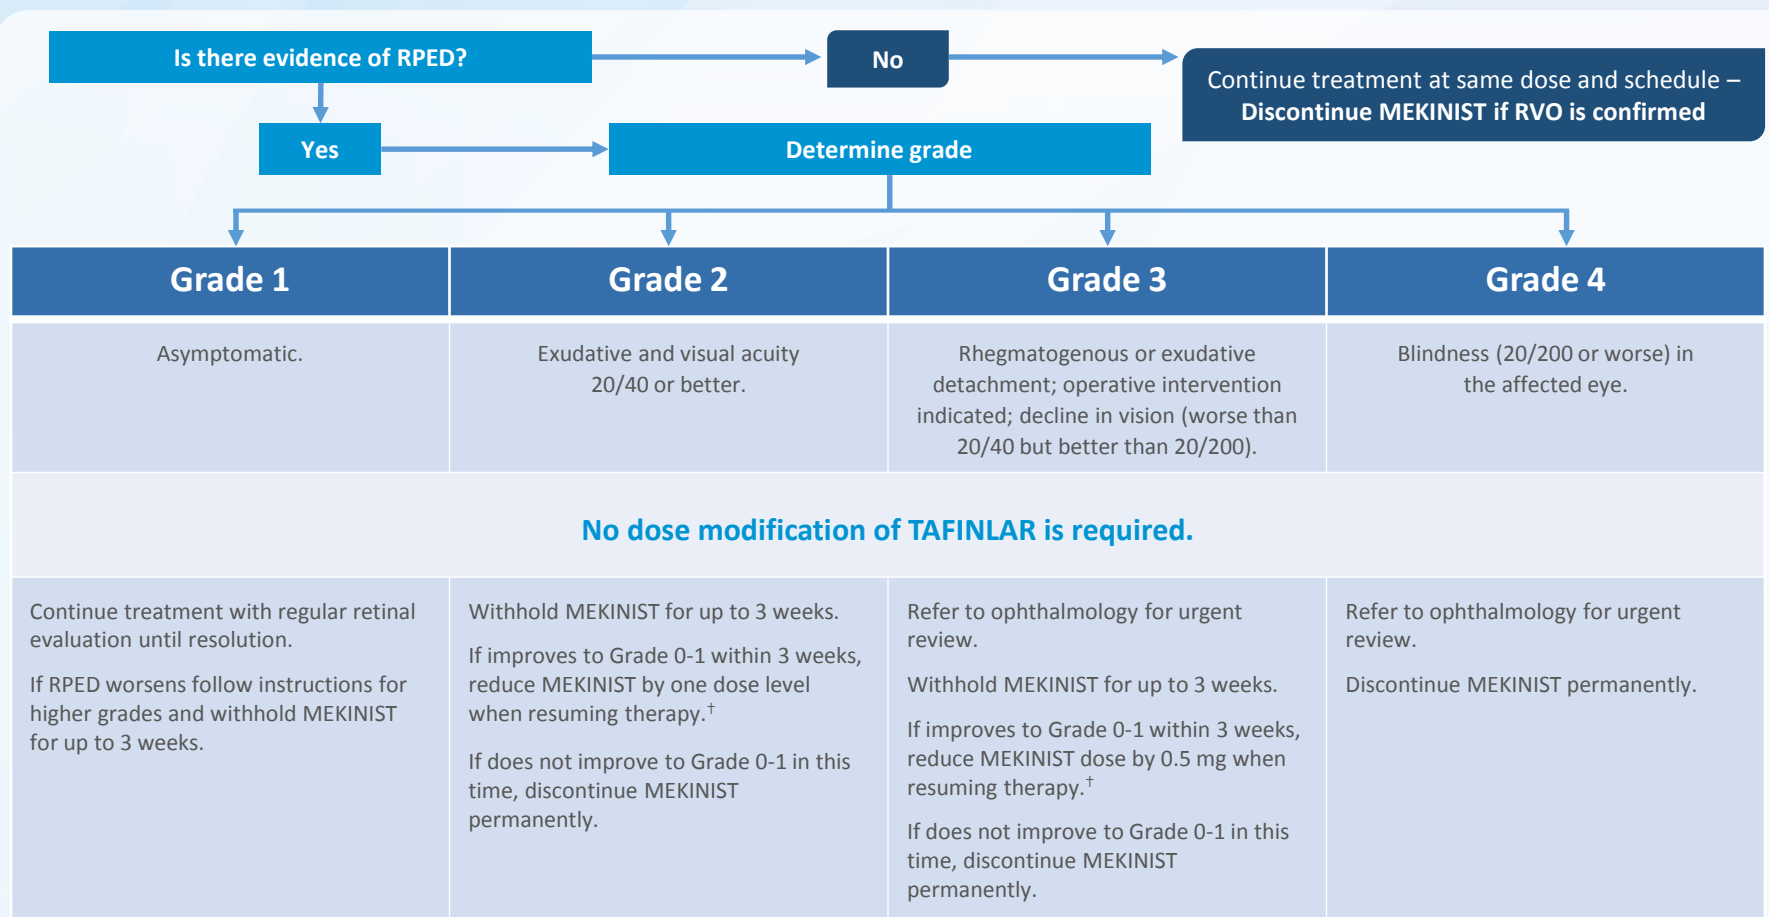 Is there evidence of RPED?
No
Continue treatment at same dose and schedule –
Discontinue MEKINIST if RVO is confirmed
Yes
Determine grade
Grade 1
Grade 2
Grade 3
Grade 4
Asymptomatic.
Exudative and visual acuity
20/40 or better.
Rhegmatogenous or exudative
detachment; operative intervention
indicated; decline in vision (worse than
20/40 but better than 20/200).
Blindness (20/200 or worse) in
the affected eye.
No dose modification of TAFINLAR is required.
Continue treatment with regular retinal
evaluation until resolution.
If RPED worsens follow instructions for
higher grades and withhold MEKINIST
for up to 3 weeks.
Withhold MEKINIST for up to 3 weeks.
If improves to Grade 0-1 within 3 weeks,
reduce MEKINIST by one dose level
when resuming therapy.†
If does not improve to Grade 0-1 in this
time, discontinue MEKINIST
permanently.
Refer to ophthalmology for urgent
review.
Withhold MEKINIST for up to 3 weeks.
If improves to Grade 0-1 within 3 weeks,
reduce MEKINIST dose by 0.5 mg when
resuming therapy.†
If does not improve to Grade 0-1 in this
time, discontinue MEKINIST
permanently.
Refer to ophthalmology for urgent
review.
Discontinue MEKINIST permanently.